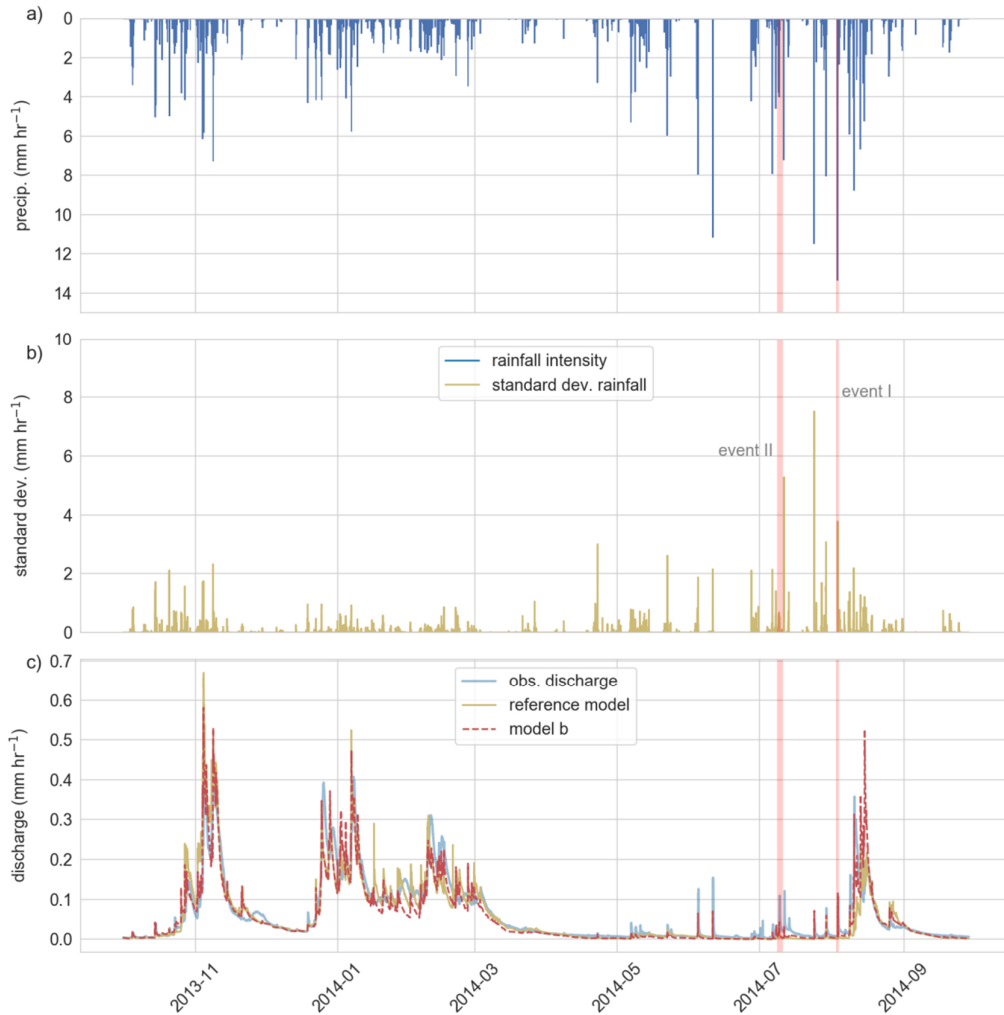 a)
0
2
4
6
8
10
12
14
precip. (mm hr⁻¹)
b)
10
8
6
4
2
0
standard dev. (mm hr⁻¹)
rainfall intensity
standard dev. rainfall
event I
event II
c)
0.7
0.6
0.5
0.4
0.3
0.2
0.1
0.0
discharge (mm hr⁻¹)
obs. discharge
reference model
model b
2013-11
2014-01
2014-03
2014-05
2014-07
2014-09